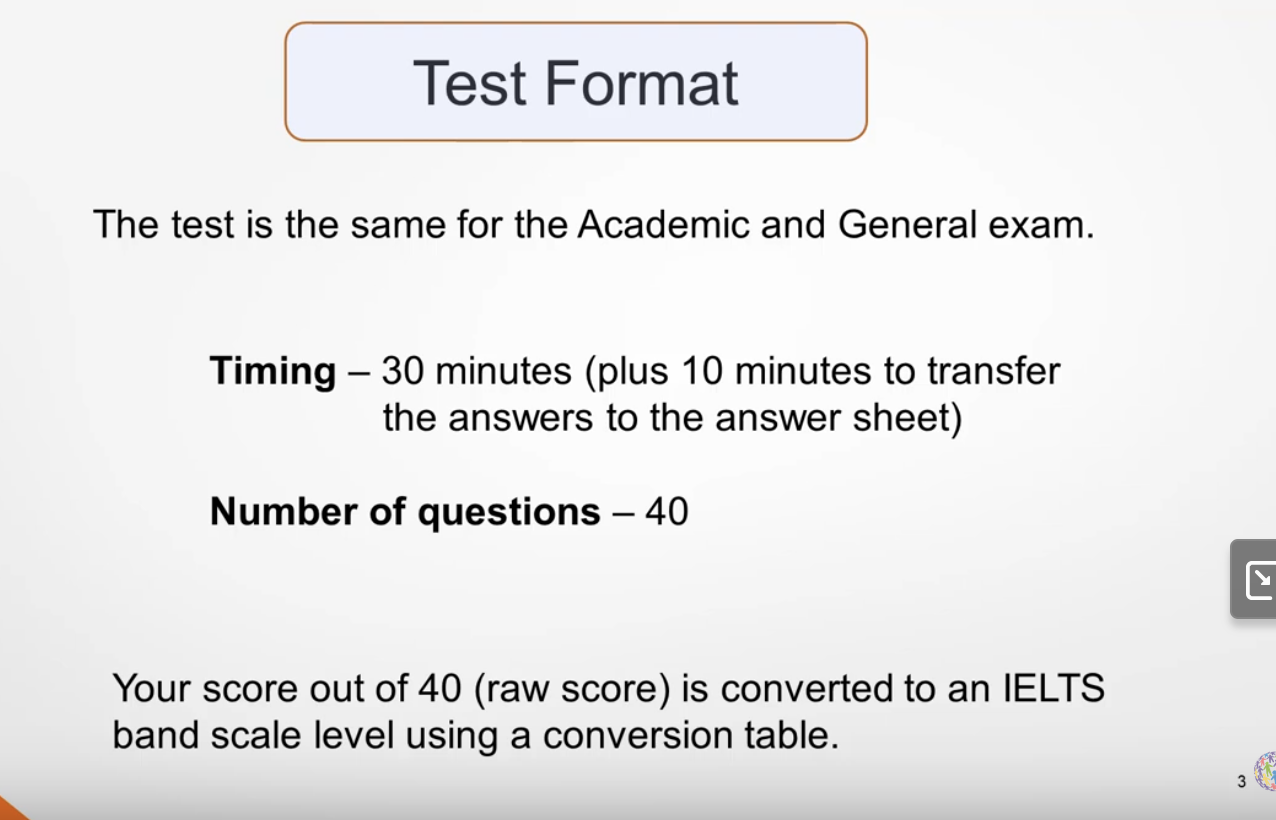 Test Format
The test is the same for the Academic and General exam.
Timing – 30 minutes (plus 10 minutes to transfer
the answers to the answer sheet)
Number of questions – 40
Your score out of 40 (raw score) is converted to an IELTS
band scale level using a conversion table.
3